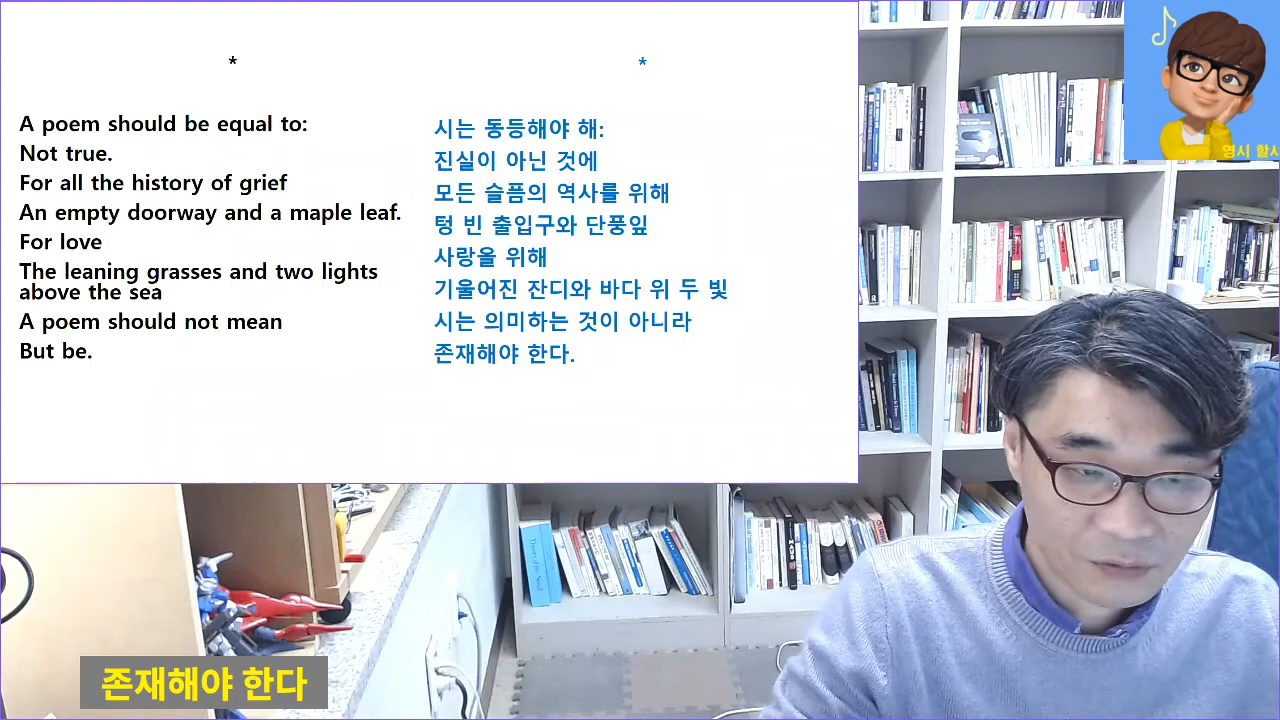 *
A poem should be equal to:
Not true.
For all the history of grief
An empty doorway and a maple leaf.
For love
The leaning grasses and two lights
above the sea
A poem should not mean
But be.
*
시는 동등해야 해:
진실이 아닌 것에
모든 슬픔의 역사를 위해
텅 빈 출입구와 단풍잎
사랑을 위해
기울어진 잔디와 바다 위 두 빛
시는 의미하는 것이 아니라
존재해야 한다.
영시 할사
존재해야 한다